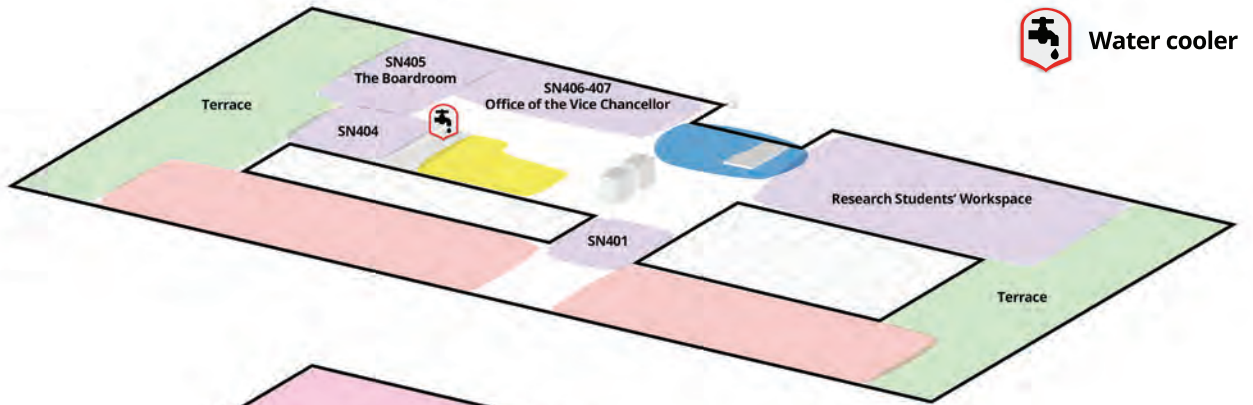 Water cooler
SN405
The Boardroom
SN406-407
Office of the Vice Chancellor
Terrace
SN404
Research Students' Workspace
SN401
Terrace